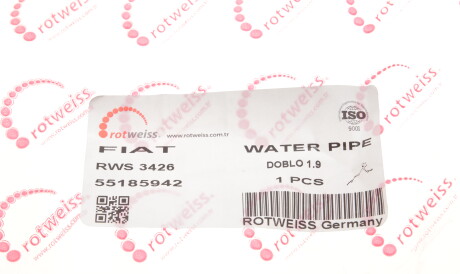 rotweiss
www.rotweiss.com.tr
ISO
9001
FIAT
WATER PIPE
RWS 3426
DOBLO 1.9
55185942
1 PCS
ROTWEISS Germany